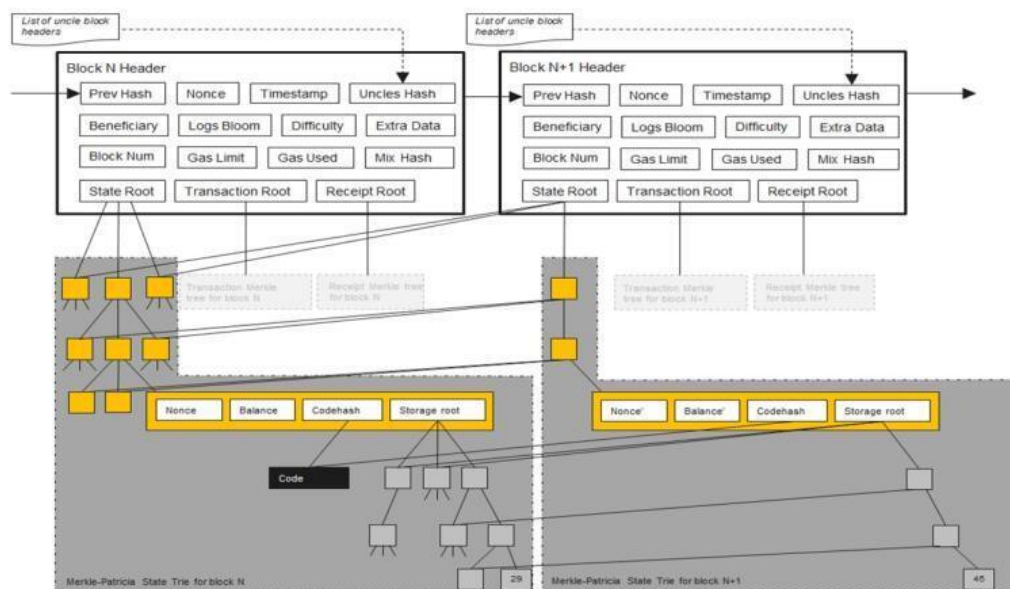 List of uncle block
headers
List of uncle block
headers
Block N Header
Prev Hash Nonce Timestamp Uncles Hash
Beneficiary Logs Bloom Difficulty Extra Data
Block Num Gas Limit Gas Used Mix Hash
State Root Transaction Root Receipt Root
Block N+1 Header
Prev Hash Nonce Timestamp Uncles Hash
Beneficiary Logs Bloom Difficulty Extra Data
Block Num Gas Limit Gas Used Mix Hash
State Root Transaction Root Receipt Root
Transaction Merkle
tree for block N
Receipt Merkle tree
for block N
Transaction Merkle
tree for block N+1
Receipt Merkle tree
for block N+1
Nonce Balance Codehash Storage root
Nonce' Balance' Codehash Storage root
Code
29
Merkle-Patricia State Trie for block N
45
Merkle-Patricia State Trie for block N+1